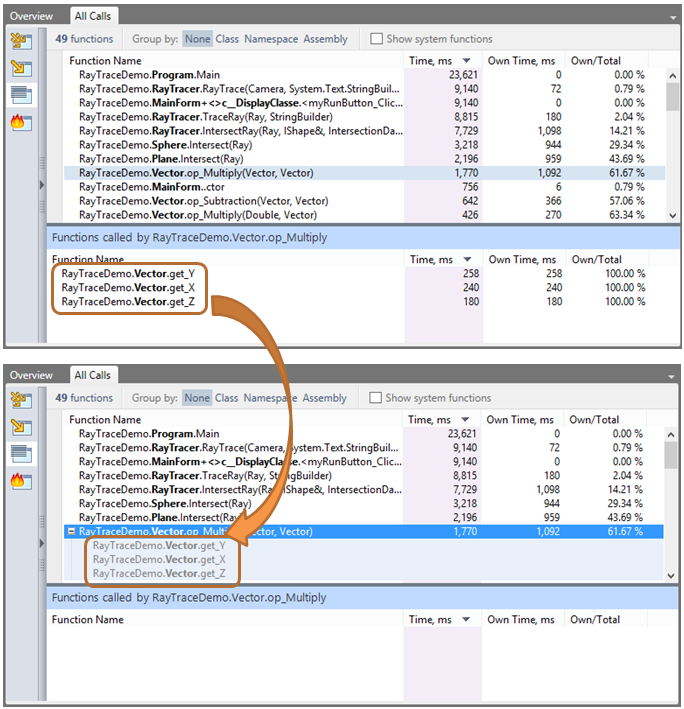 Overview All Calls
49 functions Group by: None Class Namespace Assembly Show system functions
Function Name Time, ms Own Time, ms Own/Total
RayTraceDemo.Program.Main 23,621 0 0.00 %
RayTraceDemo.RayTracer.RayTrace(Camera, System.Text.StringBuil... 9,140 72 0.79 %
RayTraceDemo.MainForm+<>c__DisplayClasse.<myRunButton_Clic... 9,140 0 0.00 %
RayTraceDemo.RayTracer.TraceRay(Ray, StringBuilder) 8,815 180 2.04 %
RayTraceDemo.RayTracer.IntersectRay(Ray, IShape&, IntersectionDa... 7,729 1,098 14.21 %
RayTraceDemo.Sphere.Intersect(Ray) 3,218 944 29.34 %
RayTraceDemo.Plane.Intersect(Ray) 2,196 959 43.69 %
RayTraceDemo.Vector.op_Multiply(Vector, Vector) 1,770 1,092 61.67 %
RayTraceDemo.MainForm..ctor 756 6 0.79 %
RayTraceDemo.Vector.op_Subtraction(Vector, Vector) 642 366 57.06 %
RayTraceDemo.Vector.op_Multiply(Double, Vector) 426 270 63.34 %
Functions called by RayTraceDemo.Vector.op_Multiply
Function Name Time, ms Own Time, ms Own/Total
RayTraceDemo.Vector.get_Y 258 258 100.00 %
RayTraceDemo.Vector.get_X 240 240 100.00 %
RayTraceDemo.Vector.get_Z 180 180 100.00 %
Overview All Calls
49 functions Group by: None Class Namespace Assembly Show system functions
Function Name Time, ms Own Time, ms Own/Total
RayTraceDemo.Program.Main 23,621 0 0.00 %
RayTraceDemo.RayTracer.RayTrace(Camera, System.Text.StringBuil... 9,140 72 0.79 %
RayTraceDemo.MainForm+<>c__DisplayClasse.<myRunButton_Clic... 9,140 0 0.00 %
RayTraceDemo.RayTracer.TraceRay(Ray, StringBuilder) 8,815 180 2.04 %
RayTraceDemo.RayTracer.IntersectRay(Ray, IShape&, IntersectionDa... 7,729 1,098 14.21 %
RayTraceDemo.Sphere.Intersect(Ray) 3,218 944 29.34 %
RayTraceDemo.Plane.Intersect(Ray) 2,196 959 43.69 %
RayTraceDemo.Vector.op_Multiply(Vector, Vector) 1,770 1,092 61.67 %
RayTraceDemo.Vector.get_Y
RayTraceDemo.Vector.get_X
RayTraceDemo.Vector.get_Z
Functions called by RayTraceDemo.Vector.op_Multiply
Function Name Time, ms Own Time, ms Own/Total